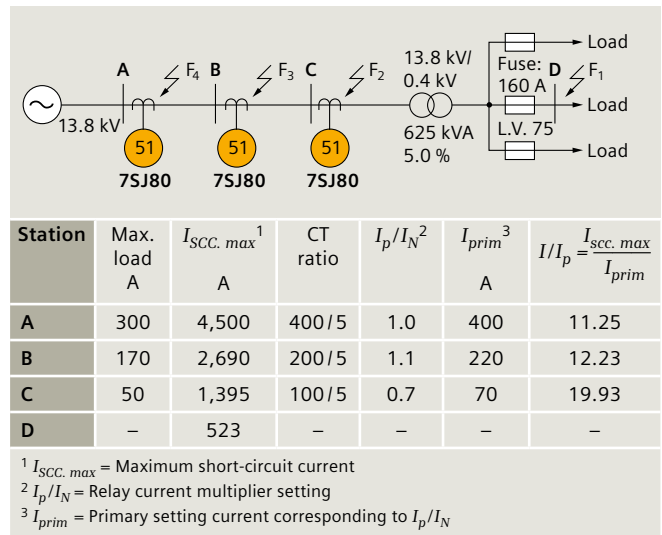 A F4 B F3 C F2 13.8 kV/ 0.4 kV Fuse: 160 A D F1 Load
13.8 kV Load
51 51 51 625 kVA 5.0 % L.V. 75 Load
7SJ80 7SJ80 7SJ80
Station Max. load A ISCC. max1 A CT ratio Ip/IN2 Iprim3 A I/Ip = Iscc. max / Iprim
A 300 4,500 400/5 1.0 400 11.25
B 170 2,690 200/5 1.1 220 12.23
C 50 1,395 100/5 0.7 70 19.93
D – 523 – – – –
1 ISCC. max = Maximum short-circuit current
2 Ip/IN = Relay current multiplier setting
3 Iprim = Primary setting current corresponding to Ip/IN